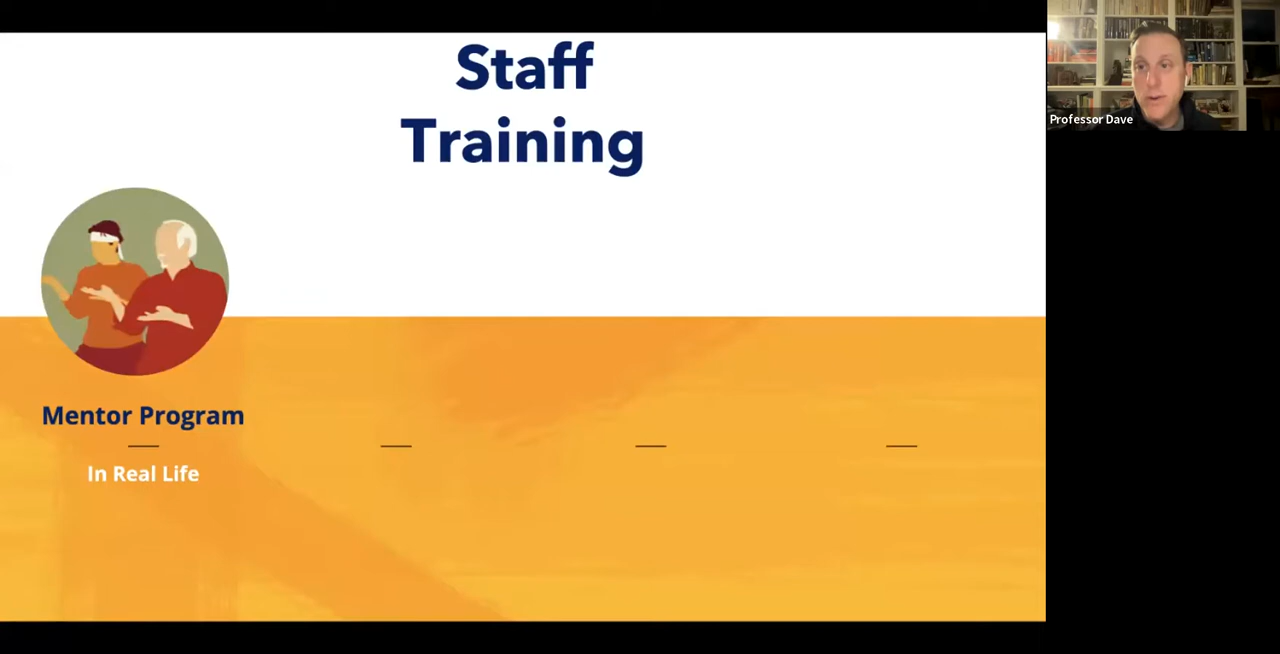 Staff
Training
Professor Dave
Mentor Program
In Real Life